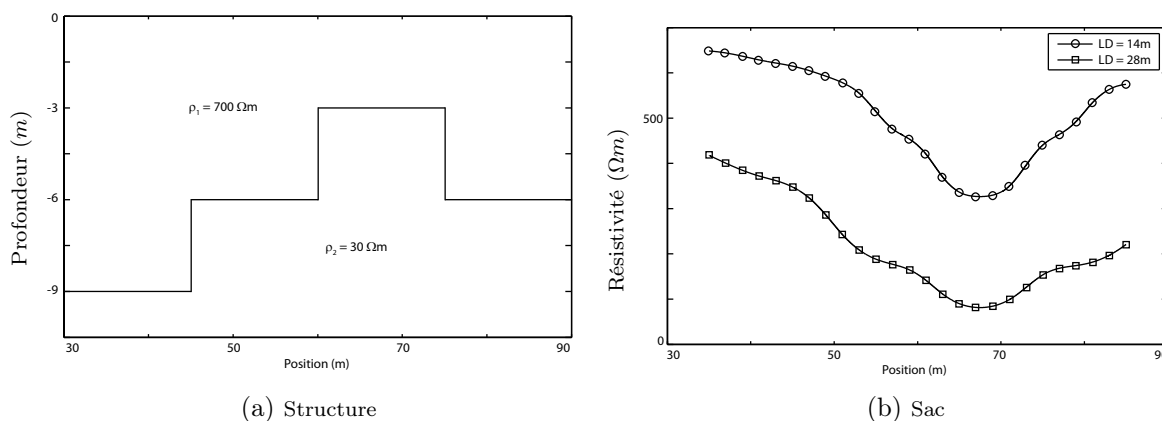 0
-3
-6
-9
Profondeur (m)
ρ₁ = 700 Ωm
ρ₂ = 30 Ωm
30
50
70
90
Position (m)
(a) Structure
LD = 14m
LD = 28m
500
0
Résistivité (Ωm)
30
50
70
90
Position (m)
(b) Sac